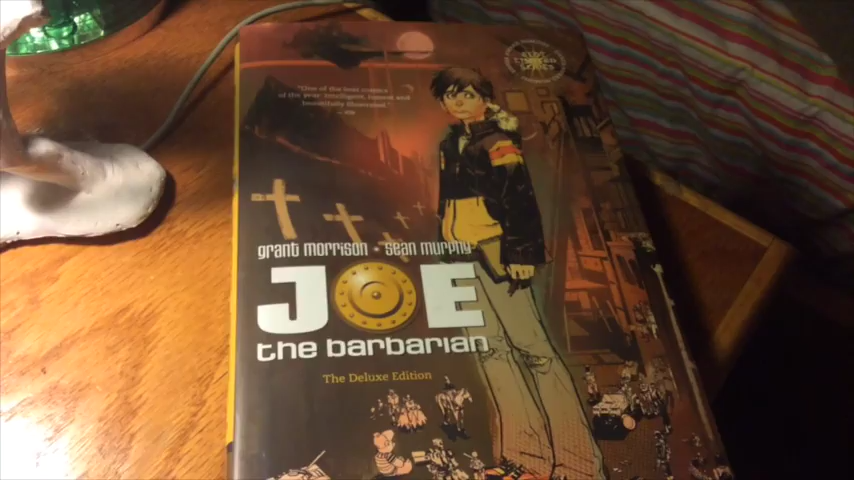 "One of the best comics
of the year. Intelligent, honest and
beautifully illustrated."
grant morrison • sean murphy
JOE
the barbarian
The Deluxe Edition